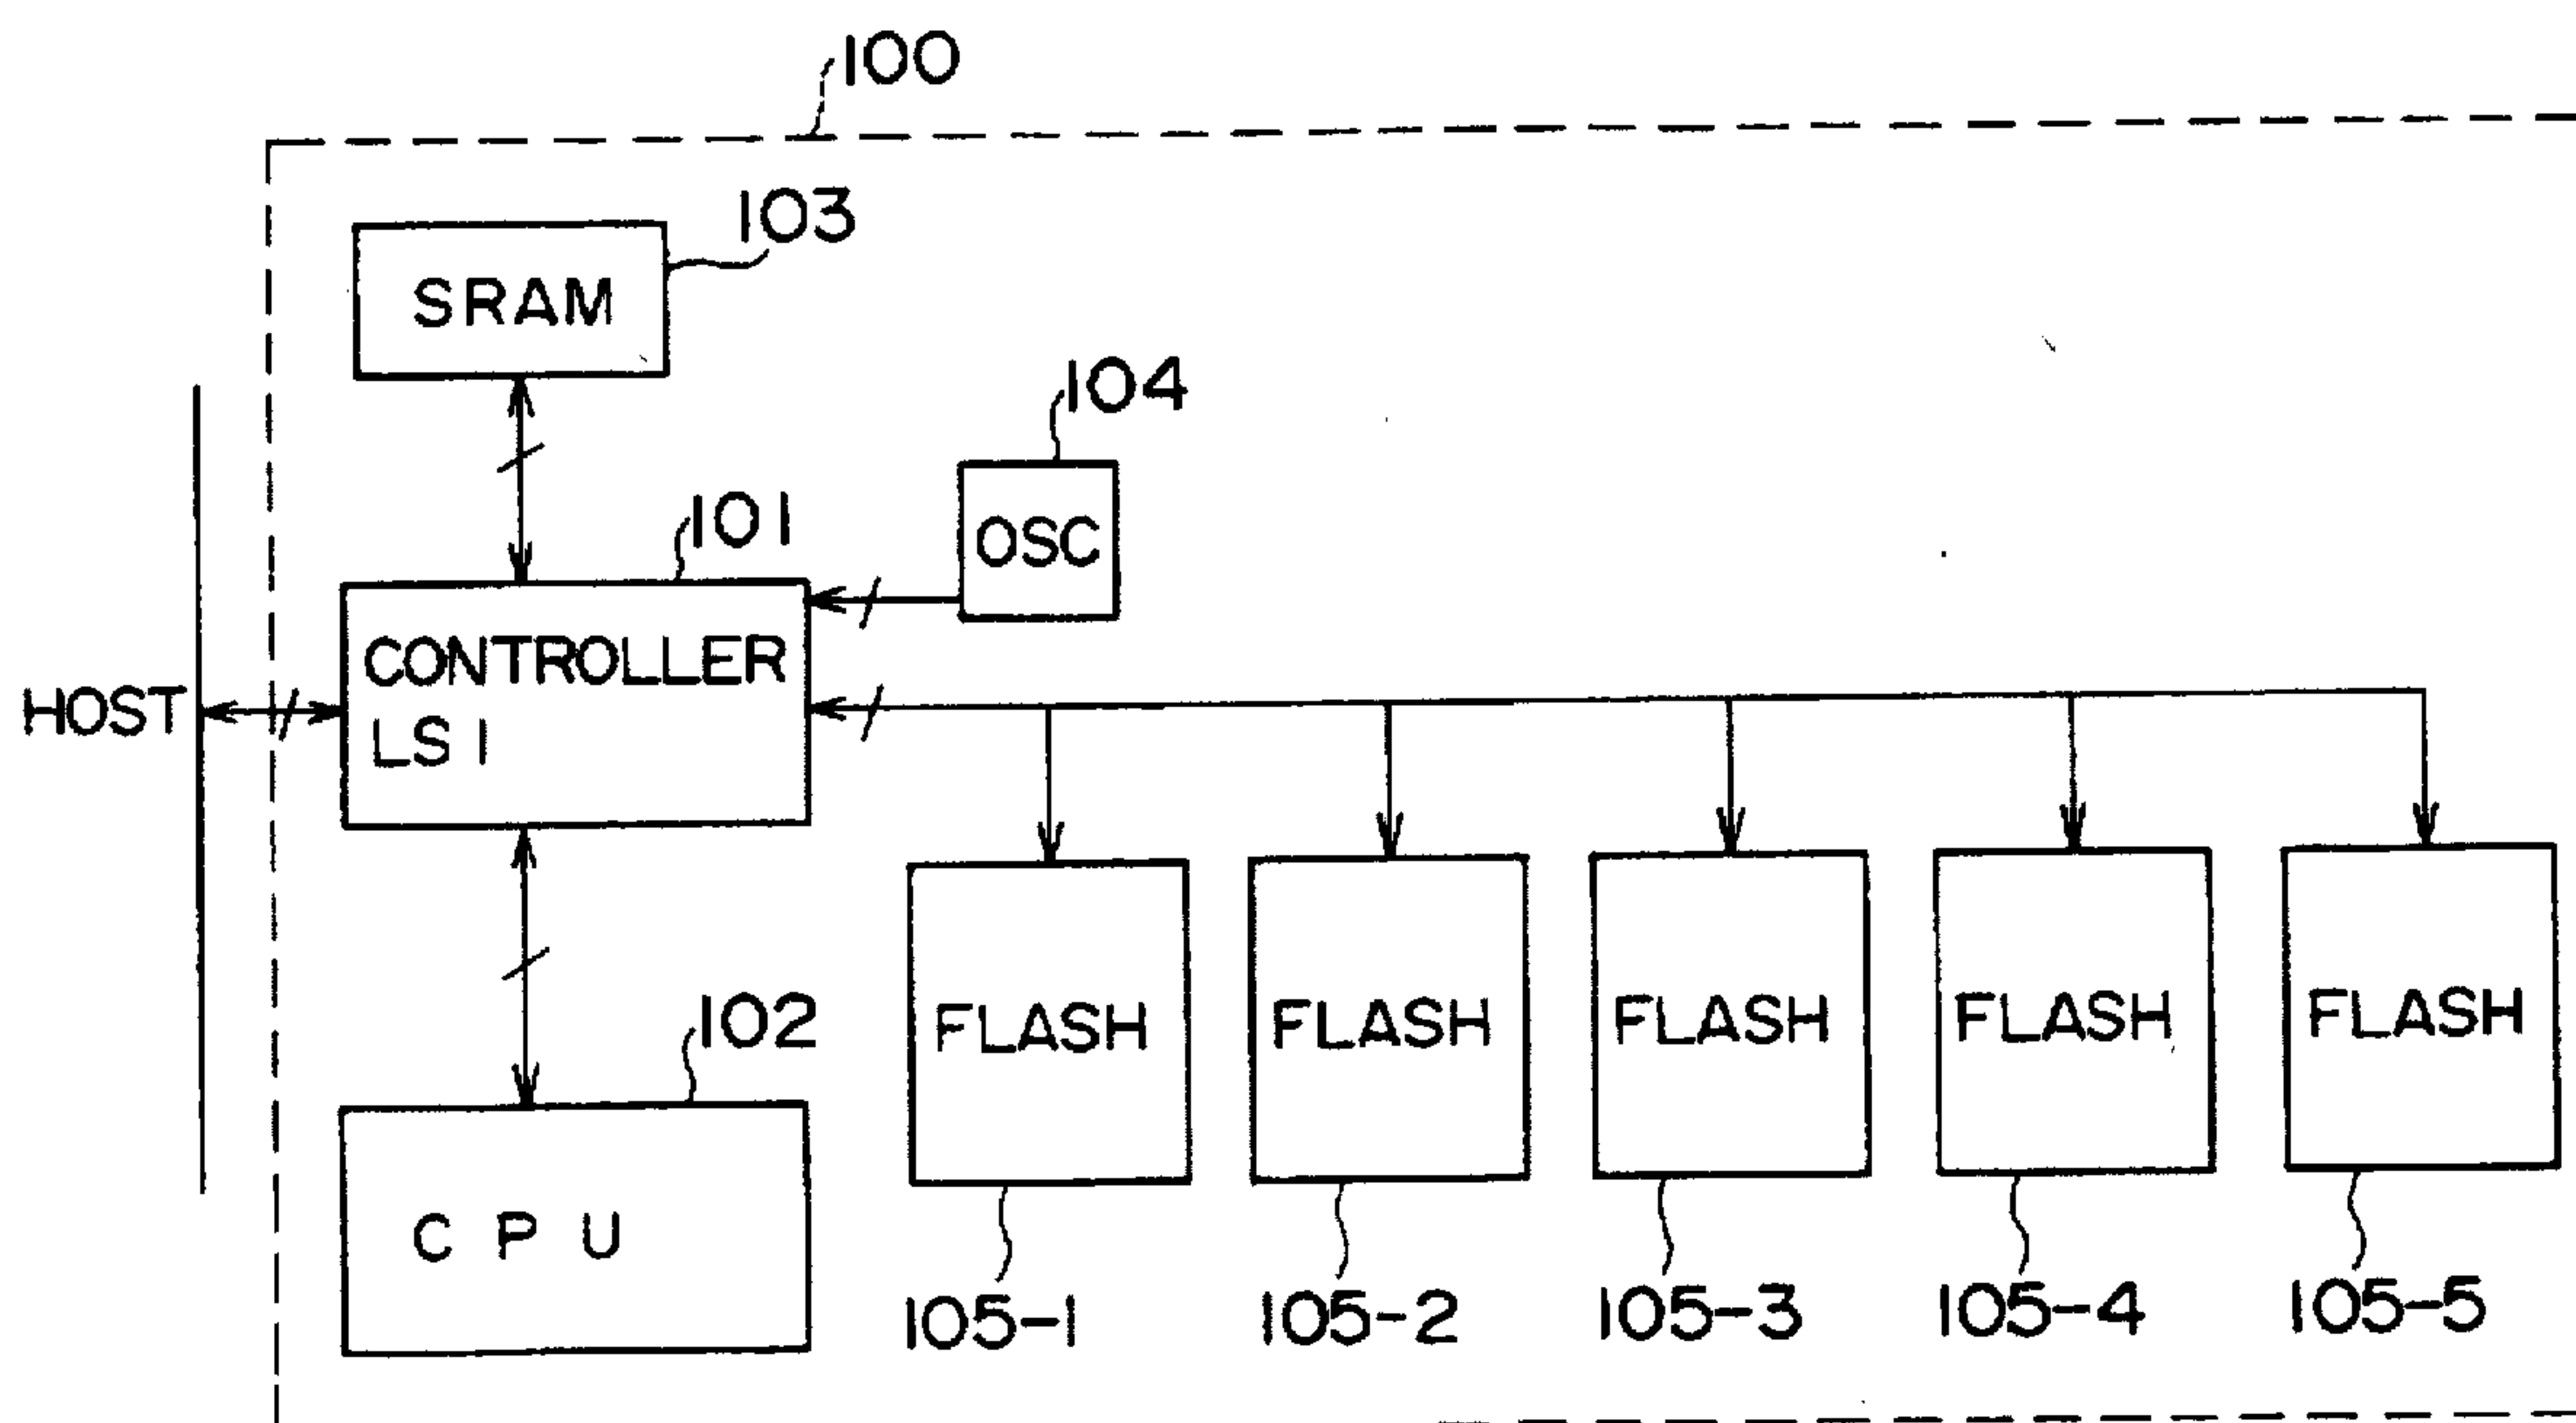 100
103
SRAM
104
OSC
101
CONTROLLER
LSI
HOST
102
CPU
FLASH
FLASH
FLASH
FLASH
FLASH
105-1
105-2
105-3
105-4
105-5